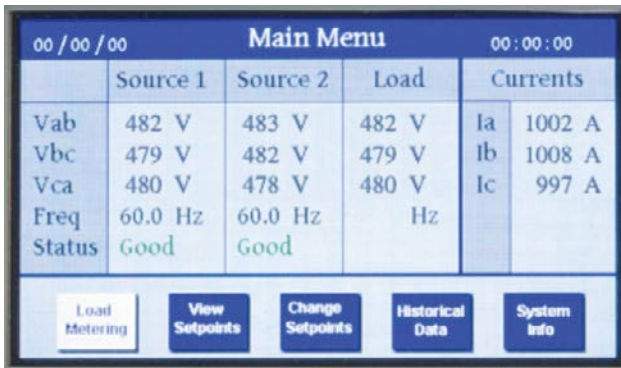 00 / 00 / 00 Main Menu 00 : 00 : 00
Source 1 Source 2 Load Currents
Vab 482 V 483 V 482 V Ia 1002 A
Vbc 479 V 482 V 479 V Ib 1008 A
Vca 480 V 478 V 480 V Ic 997 A
Freq 60.0 Hz 60.0 Hz Hz
Status Good Good
Load Metering
View Setpoints
Change Setpoints
Historical Data
System Info